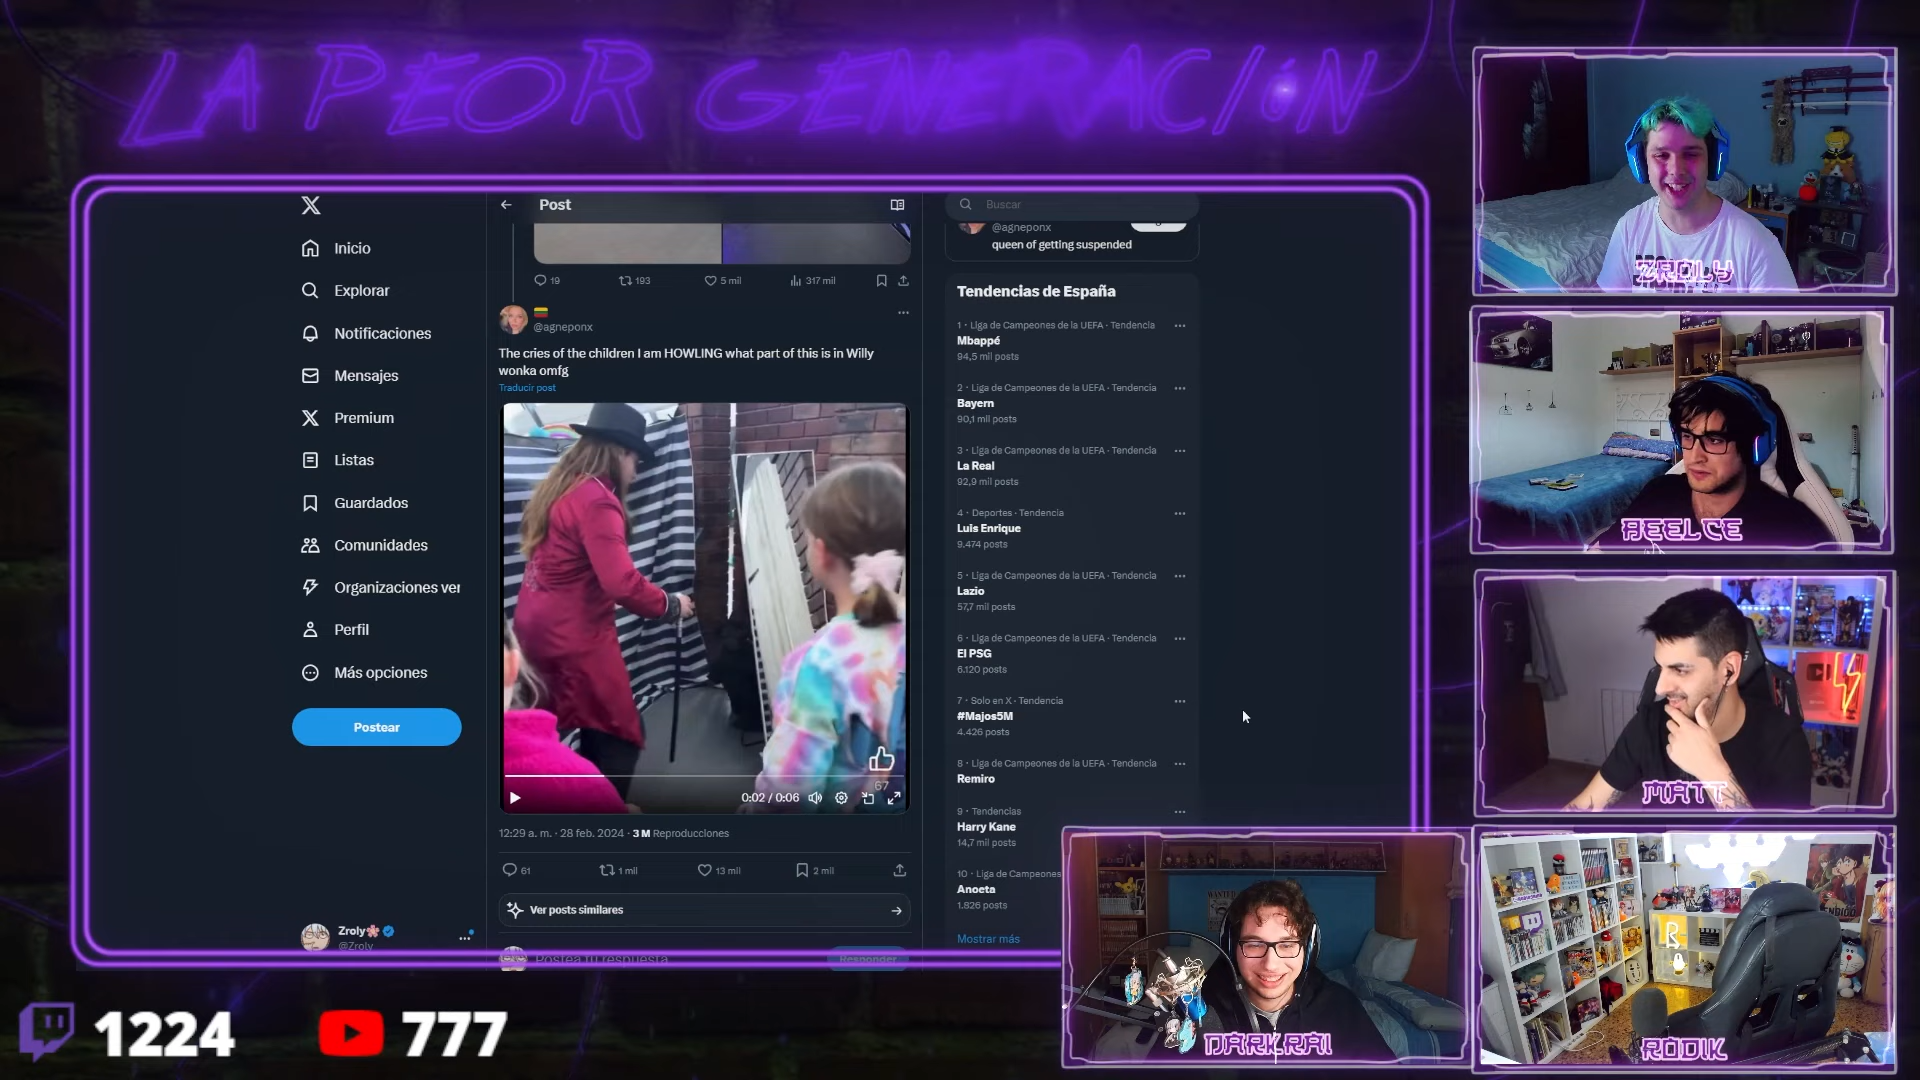 LA PEOR GENERACIÓN
Post
Buscar
@agneponx
queen of getting suspended
Inicio
Explorar
Notificaciones
Mensajes
Premium
Listas
Guardados
Comunidades
Organizaciones ver
Perfil
Más opciones
Postear
Zroly
@Zroly
19
193
5 mil
317 mil
@agneponx
The cries of the children I am HOWLING what part of this is in Willy
wonka omfg
Traducir post
67
0:02 / 0:06
12:29 a. m. · 28 feb. 2024 · 3 M Reproducciones
61
1 mil
13 mil
2 mil
Ver posts similares
Postea tu respuesta
Responder
Tendencias de España
1 · Liga de Campeones de la UEFA · Tendencia
Mbappé
94,5 mil posts
2 · Liga de Campeones de la UEFA · Tendencia
Bayern
90,1 mil posts
3 · Liga de Campeones de la UEFA · Tendencia
La Real
92,9 mil posts
4 · Deportes · Tendencia
Luis Enrique
9.474 posts
5 · Liga de Campeones de la UEFA · Tendencia
Lazio
57,7 mil posts
6 · Liga de Campeones de la UEFA · Tendencia
El PSG
6.120 posts
7 · Solo en X · Tendencia
#Majos5M
4.426 posts
8 · Liga de Campeones de la UEFA · Tendencia
Remiro
9 · Tendencias
Harry Kane
14,7 mil posts
10 · Liga de Campeones
Anoeta
1.826 posts
Mostrar más
ZROLY
BEELCE
MATT
DARKRAI
RODIK
1224
777